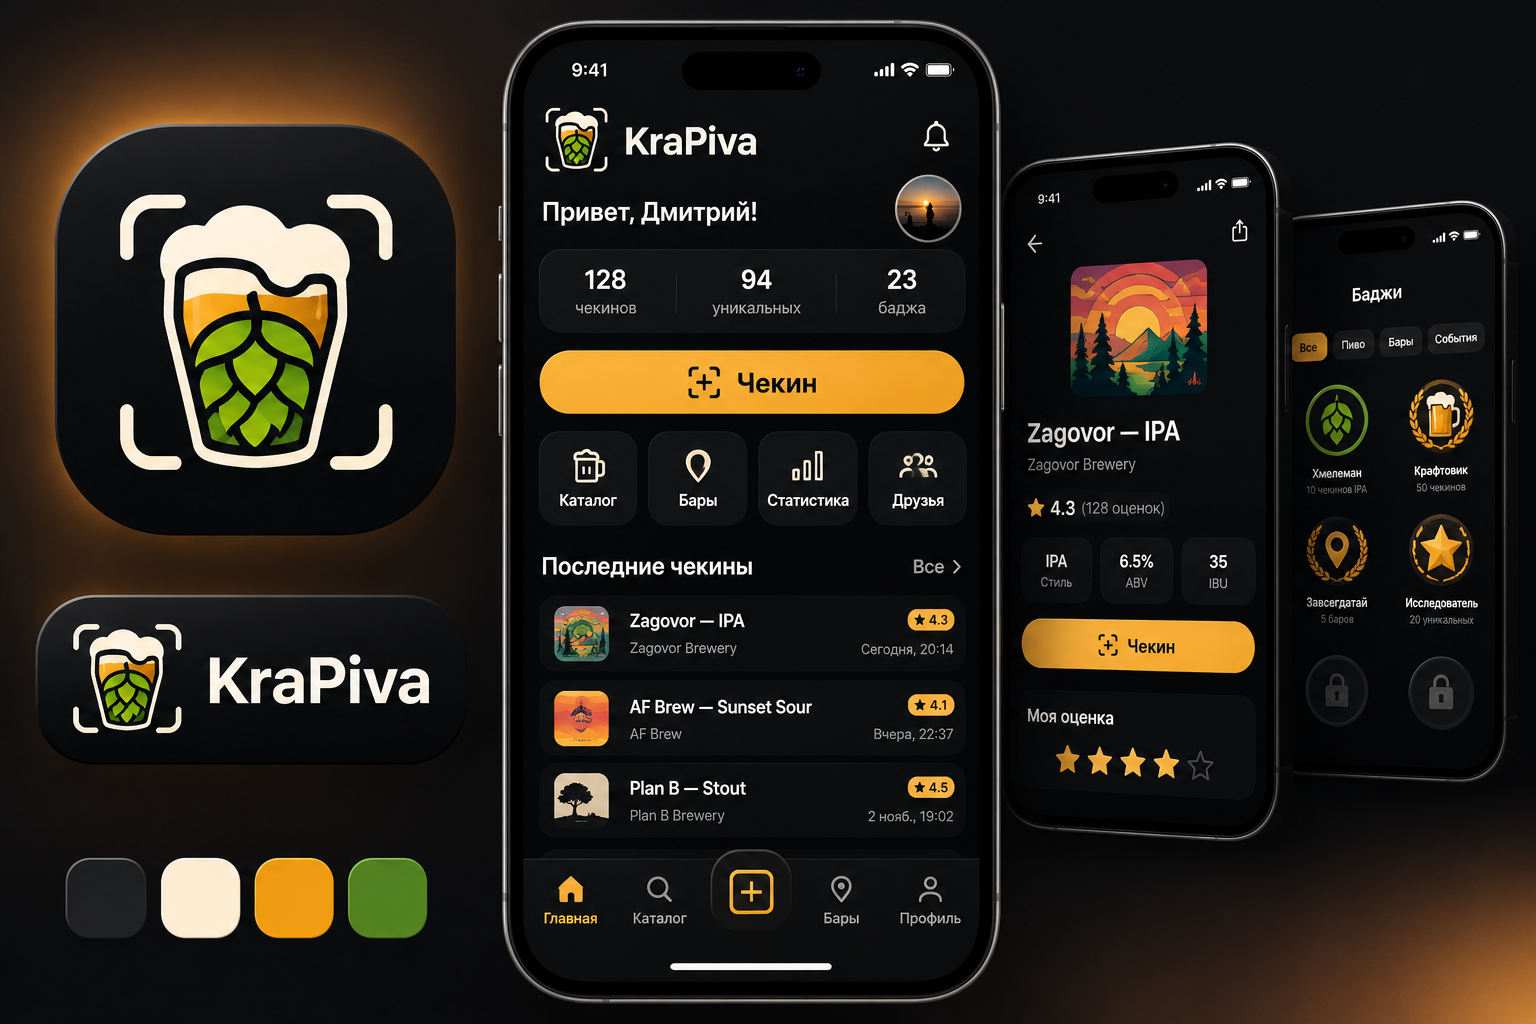 9:41
KraPiva
Привет, Дмитрий!
128
чекинов
94
уникальных
23
баджа
Чекин
Каталог
Бары
Статистика
Друзья
Последние чекины
Все
Zagovor — IPA
Zagovor Brewery
4.3
Сегодня, 20:14
AF Brew — Sunset Sour
AF Brew
4.1
Вчера, 22:37
Plan B — Stout
Plan B Brewery
4.5
2 нояб., 19:02
Главная
Каталог
Бары
Профиль
KraPiva
9:41
Zagovor — IPA
Zagovor Brewery
4.3 (128 оценок)
IPA
Стиль
6.5%
ABV
35
IBU
Чекин
Моя оценка
Баджи
Все
Пиво
Бары
События
Хмелеман
10 чекинов IPA
Крафтовик
50 чекинов
Завсегдатай
5 баров
Исследователь
20 уникальных